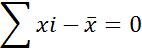 ∑ xi − x̄ = 0